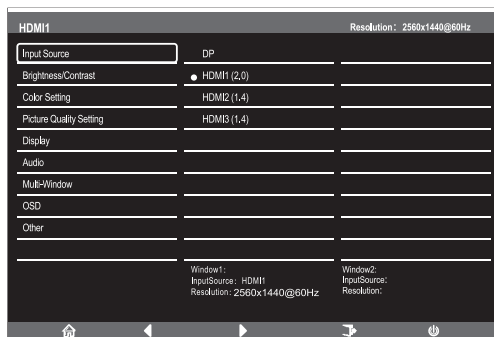 HDMI1 Resolution: 2560x1440@60Hz
Input Source DP
Brightness/Contrast HDMI1 (2,0)
Color Setting HDMI2 (1.4)
Picture Quality Setting HDMI3 (1.4)
Display
Audio
Multi-Window
OSD
Other
Window1: Window2:
InputSource: HDMI1 InputSource:
Resolution: 2560x1440@60Hz Resolution: